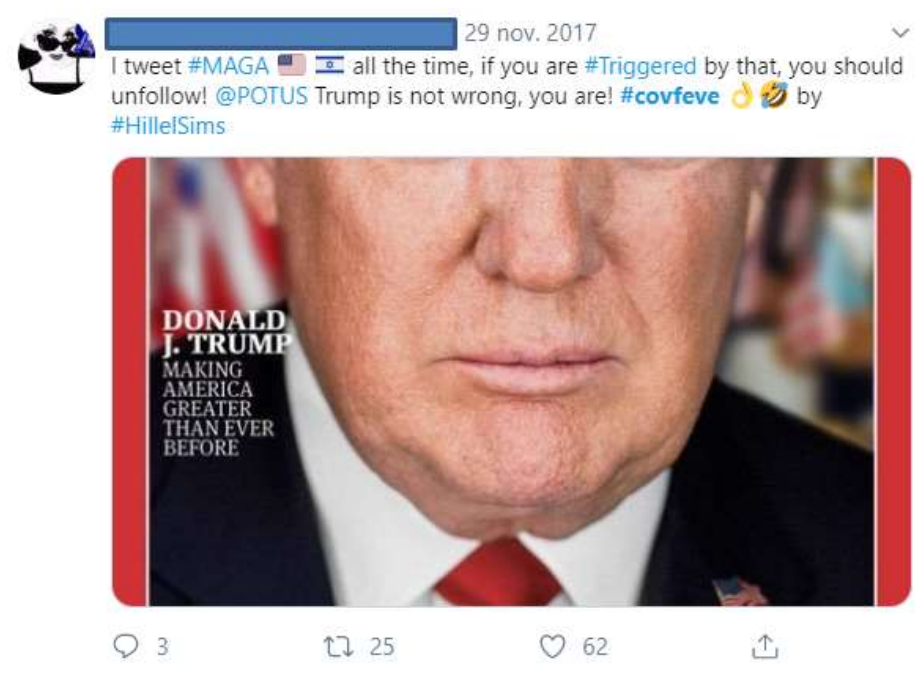 29 nov. 2017
I tweet #MAGA 🇺🇸 🇮🇱 all the time, if you are #Triggered by that, you should
unfollow! @POTUS Trump is not wrong, you are! #covfeve 👌 🤣 by
#HillelSims
DONALD
J. TRUMP
MAKING
AMERICA
GREATER
THAN EVER
BEFORE
3 25 62